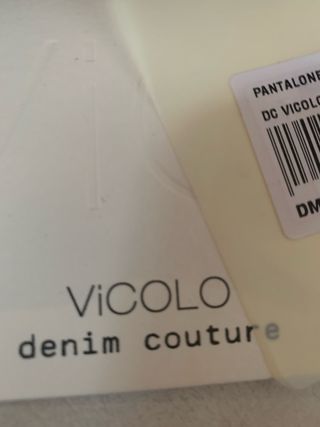 PANTALONE
DC VICOLO
DM
ViCOLO
denim couture